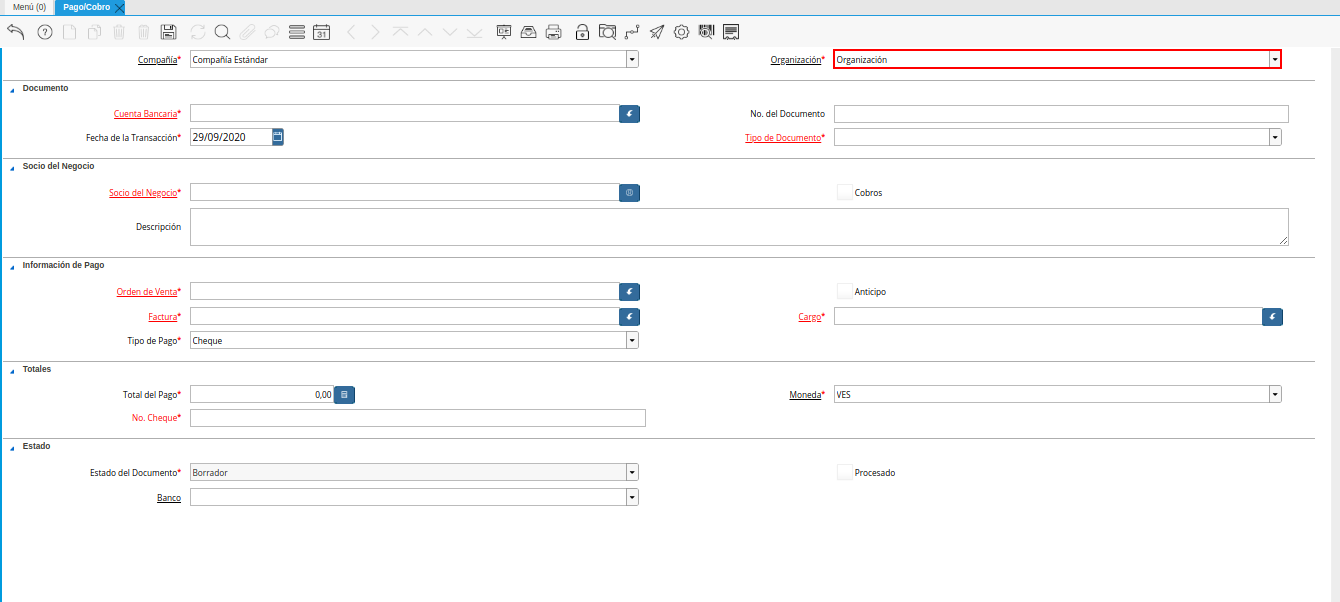 Menú (0) Pago/Cobro
31
Compañía* Compañía Estándar Organización* Organización
Documento
Cuenta Bancaria* No. del Documento
Fecha de la Transacción* 29/09/2020 Tipo de Documento*
Socio del Negocio
Socio del Negocio* Cobros
Descripción
Información de Pago
Orden de Venta* Anticipo
Factura* Cargo*
Tipo de Pago* Cheque
Totales
Total del Pago* 0,00 Moneda* VES
No. Cheque*
Estado
Estado del Documento* Borrador Procesado
Banco